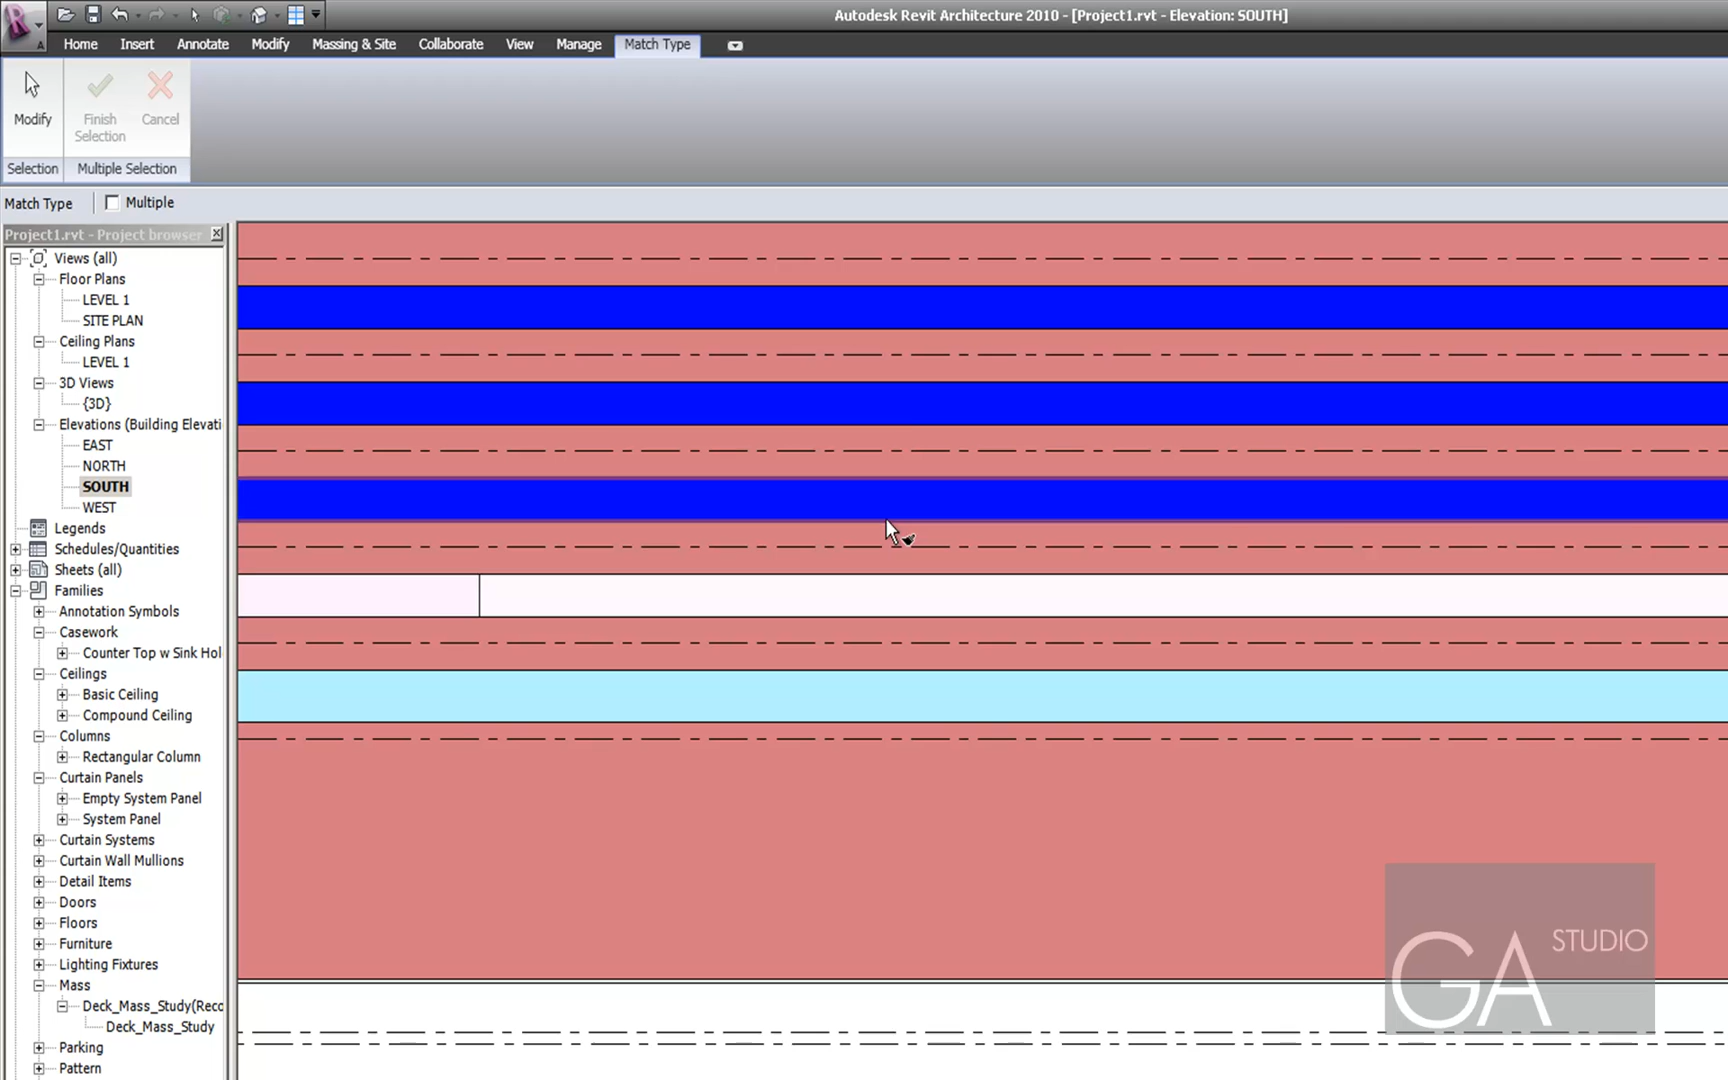 Autodesk Revit Architecture 2010 - [Project1.rvt - Elevation: SOUTH]
Home Insert Annotate Modify Massing & Site Collaborate View Manage Match Type
Modify
Finish Selection
Cancel
Selection
Multiple Selection
Match Type
Multiple
Project1.rvt - Project browser
Views (all)
Floor Plans
LEVEL 1
SITE PLAN
Ceiling Plans
LEVEL 1
3D Views
{3D}
Elevations (Building Elevati
EAST
NORTH
SOUTH
WEST
Legends
Schedules/Quantities
Sheets (all)
Families
Annotation Symbols
Casework
Counter Top w Sink Hol
Ceilings
Basic Ceiling
Compound Ceiling
Columns
Rectangular Column
Curtain Panels
Empty System Panel
System Panel
Curtain Systems
Curtain Wall Mullions
Detail Items
Doors
Floors
Furniture
Lighting Fixtures
Mass
Deck_Mass_Study(Reco
Deck_Mass_Study
Parking
Pattern
GA STUDIO